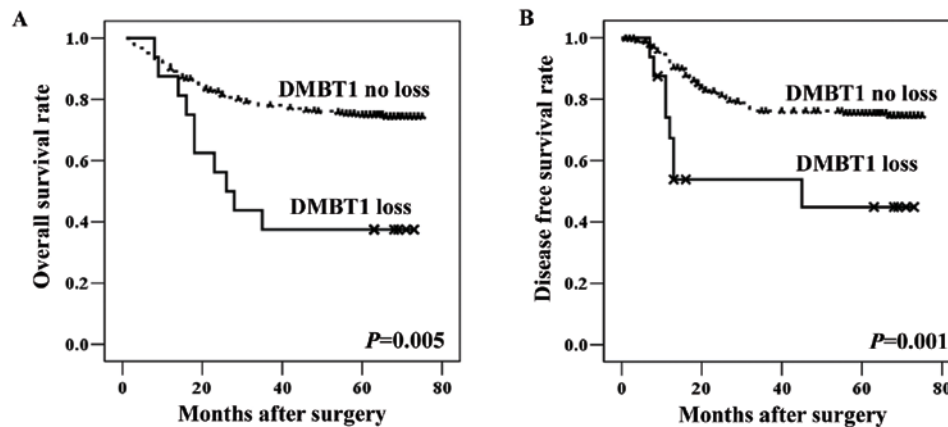 A
Overall survival rate
1.0
0.8
0.6
0.4
0.2
0.0
DMBT1 no loss
DMBT1 loss
P=0.005
0 20 40 60 80
Months after surgery
B
Disease free survival rate
1.0
0.8
0.6
0.4
0.2
0.0
DMBT1 no loss
DMBT1 loss
P=0.001
0 20 40 60 80
Months after surgery